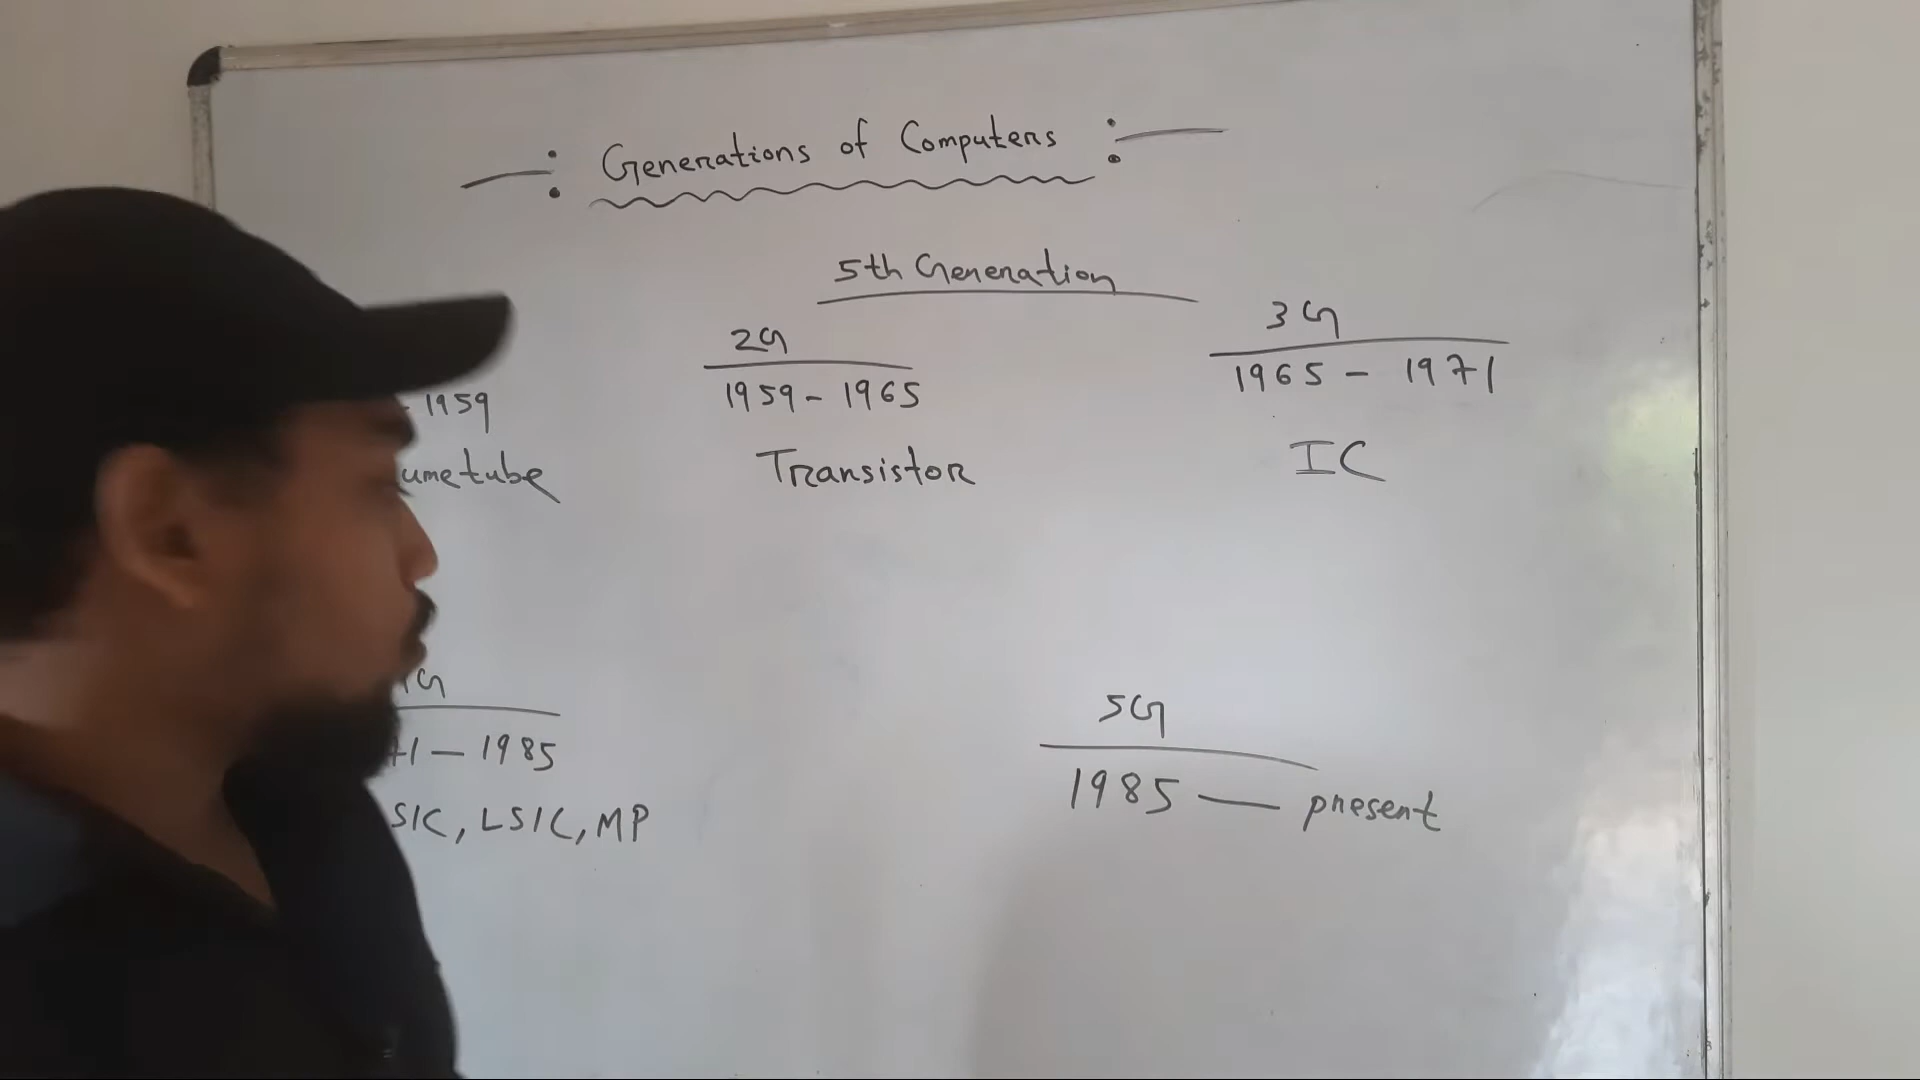 —: Generations of Computers :—
5th Generation
2G
1959 - 1965
Transistor
3G
1965 - 1971
IC
- 1959
umetube
G
71 — 1985
SIC, LSIC, MP
5G
1985 — present